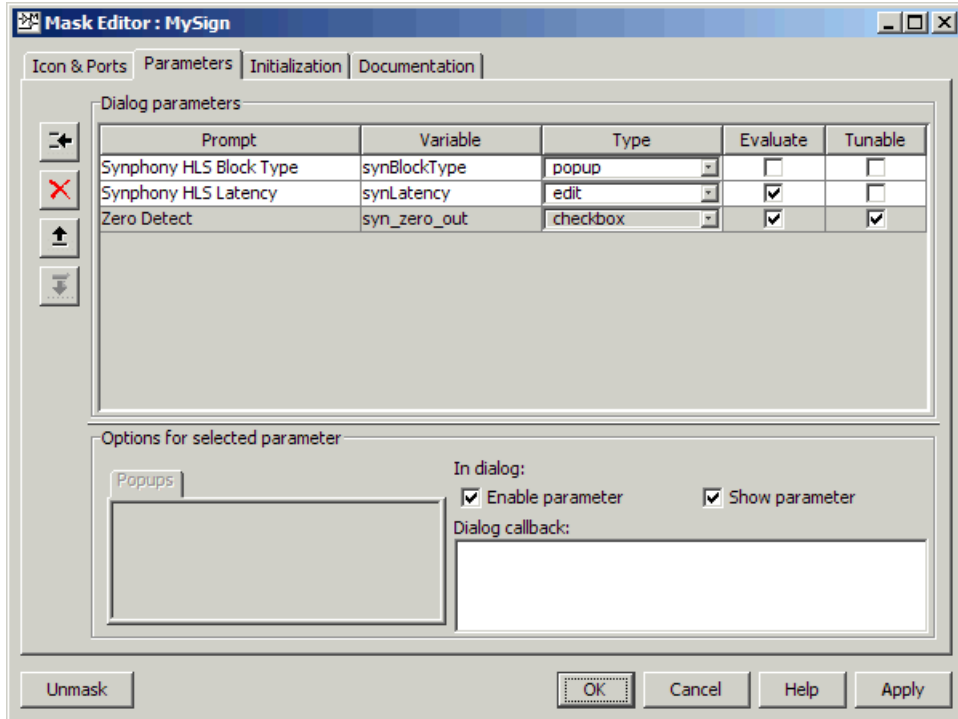 Mask Editor : MySign
Icon & Ports Parameters Initialization Documentation
Dialog parameters
Prompt Variable Type Evaluate Tunable
Synphony HLS Block Type synBlockType popup
Synphony HLS Latency synLatency edit
Zero Detect syn_zero_out checkbox
Options for selected parameter
Popups
In dialog:
Enable parameter Show parameter
Dialog callback:
Unmask OK Cancel Help Apply